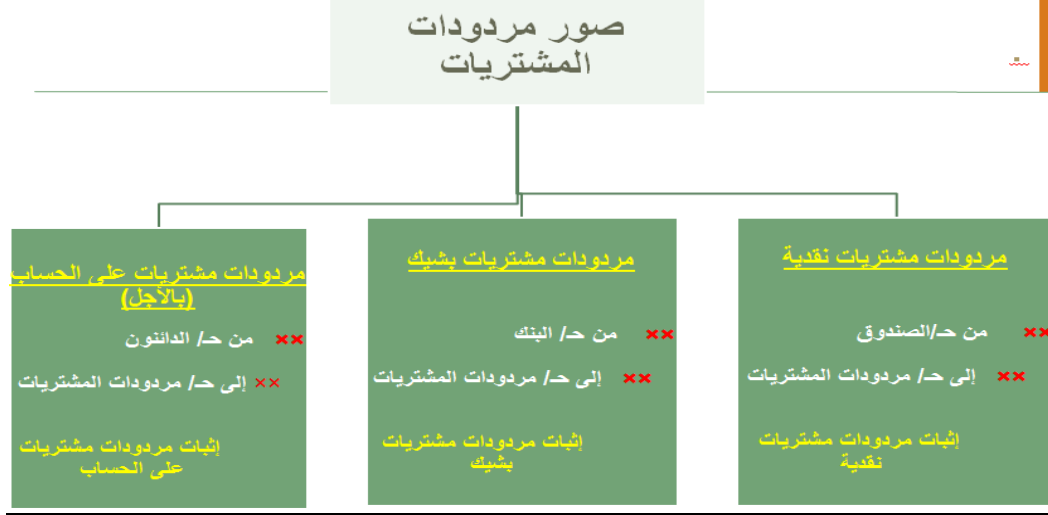 صور مردودات
المشتريات
مردودات مشتريات نقدية
×× من حـ/الصندوق
×× إلى حـ/ مردودات المشتريات
إثبات مردودات مشتريات
نقدية
مردودات مشتريات بشيك
×× من حـ/ البنك
×× إلى حـ/ مردودات المشتريات
إثبات مردودات مشتريات
بشيك
مردودات مشتريات على الحساب
(بالآجل)
×× من حـ/ الدائنون
×× إلى حـ/ مردودات المشتريات
إثبات مردودات مشتريات
على الحساب